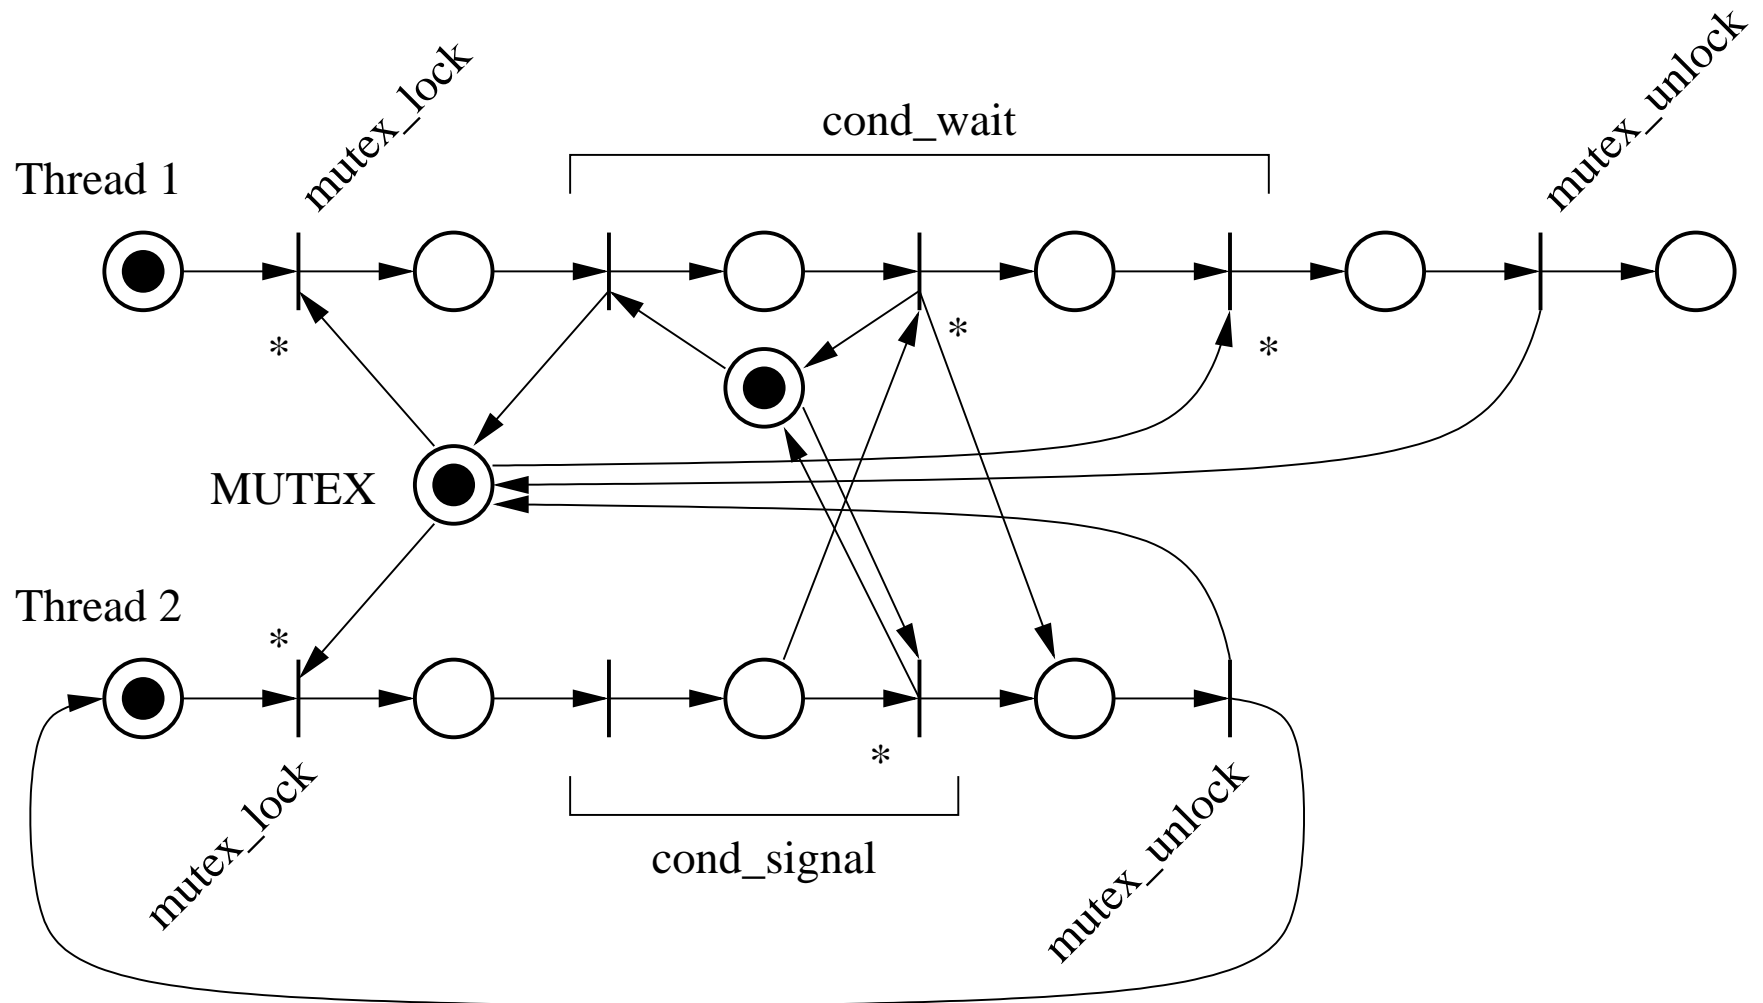 mutex_lock
mutex_unlock
cond_wait
Thread 1
*
*
*
MUTEX
Thread 2
*
*
mutex_lock
cond_signal
mutex_unlock